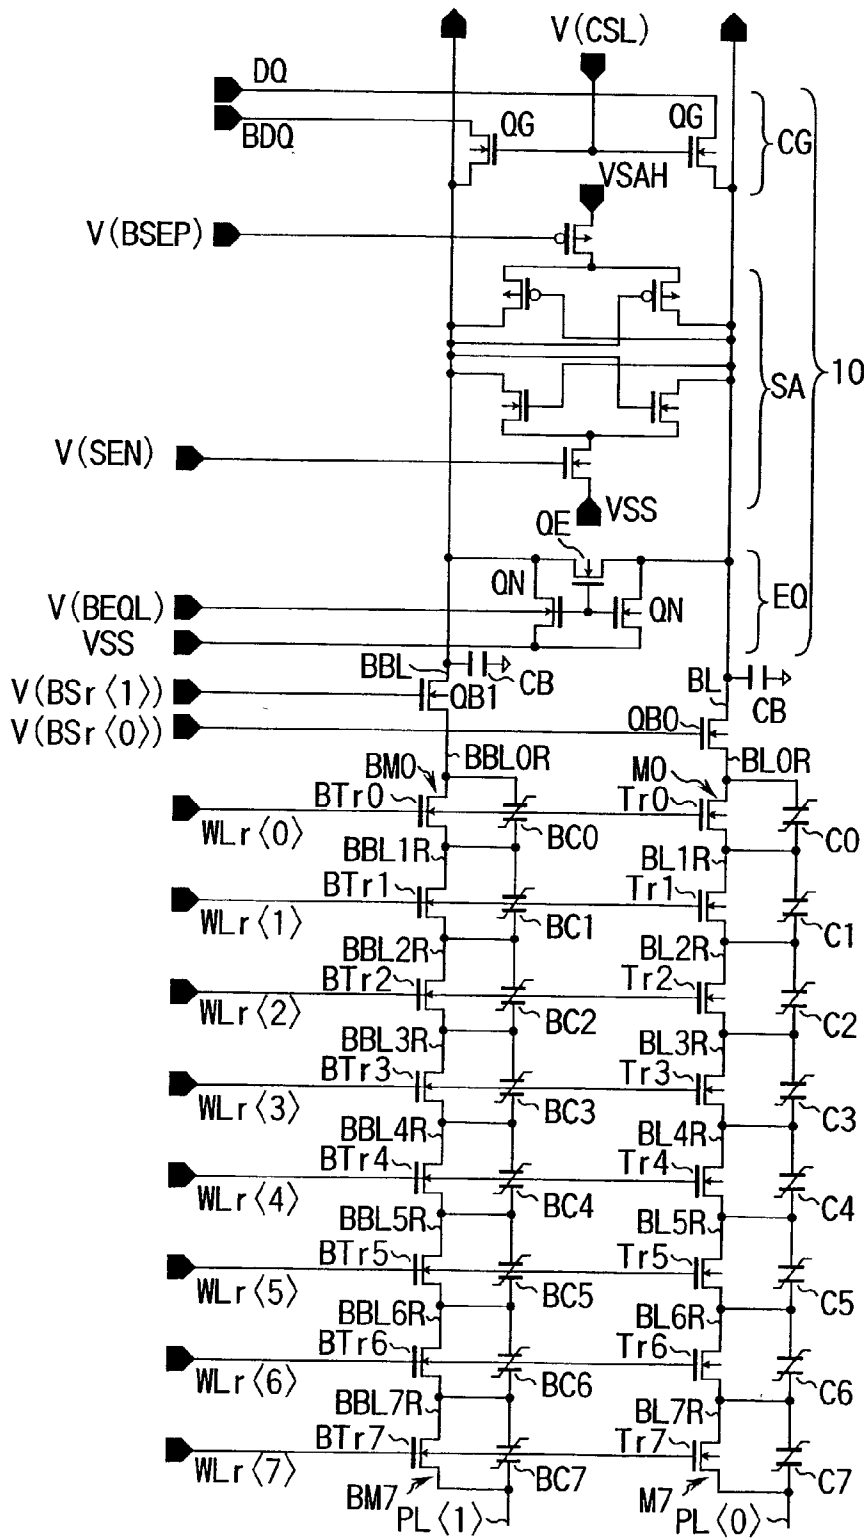 V(CSL)
DQ
BDQ
QG
QG
CG
VSAH
V(BSEP)
SA
10
V(SEN)
VSS
QE
QN
QN
EQ
V(BEQL)
VSS
BBL
CB
BL
CB
V(BSr⟨1⟩)
QB1
V(BSr⟨0⟩)
QB0
BBL0R
BL0R
BM0
M0
BTr0
Tr0
WLr⟨0⟩
BC0
C0
BBL1R
BL1R
BTr1
Tr1
WLr⟨1⟩
BC1
C1
BBL2R
BL2R
BTr2
Tr2
WLr⟨2⟩
BC2
C2
BBL3R
BL3R
BTr3
Tr3
WLr⟨3⟩
BC3
C3
BBL4R
BL4R
BTr4
Tr4
WLr⟨4⟩
BC4
C4
BBL5R
BL5R
BTr5
Tr5
WLr⟨5⟩
BC5
C5
BBL6R
BL6R
BTr6
Tr6
WLr⟨6⟩
BC6
C6
BBL7R
BL7R
BTr7
Tr7
WLr⟨7⟩
BC7
C7
BM7
M7
PL⟨1⟩
PL⟨0⟩